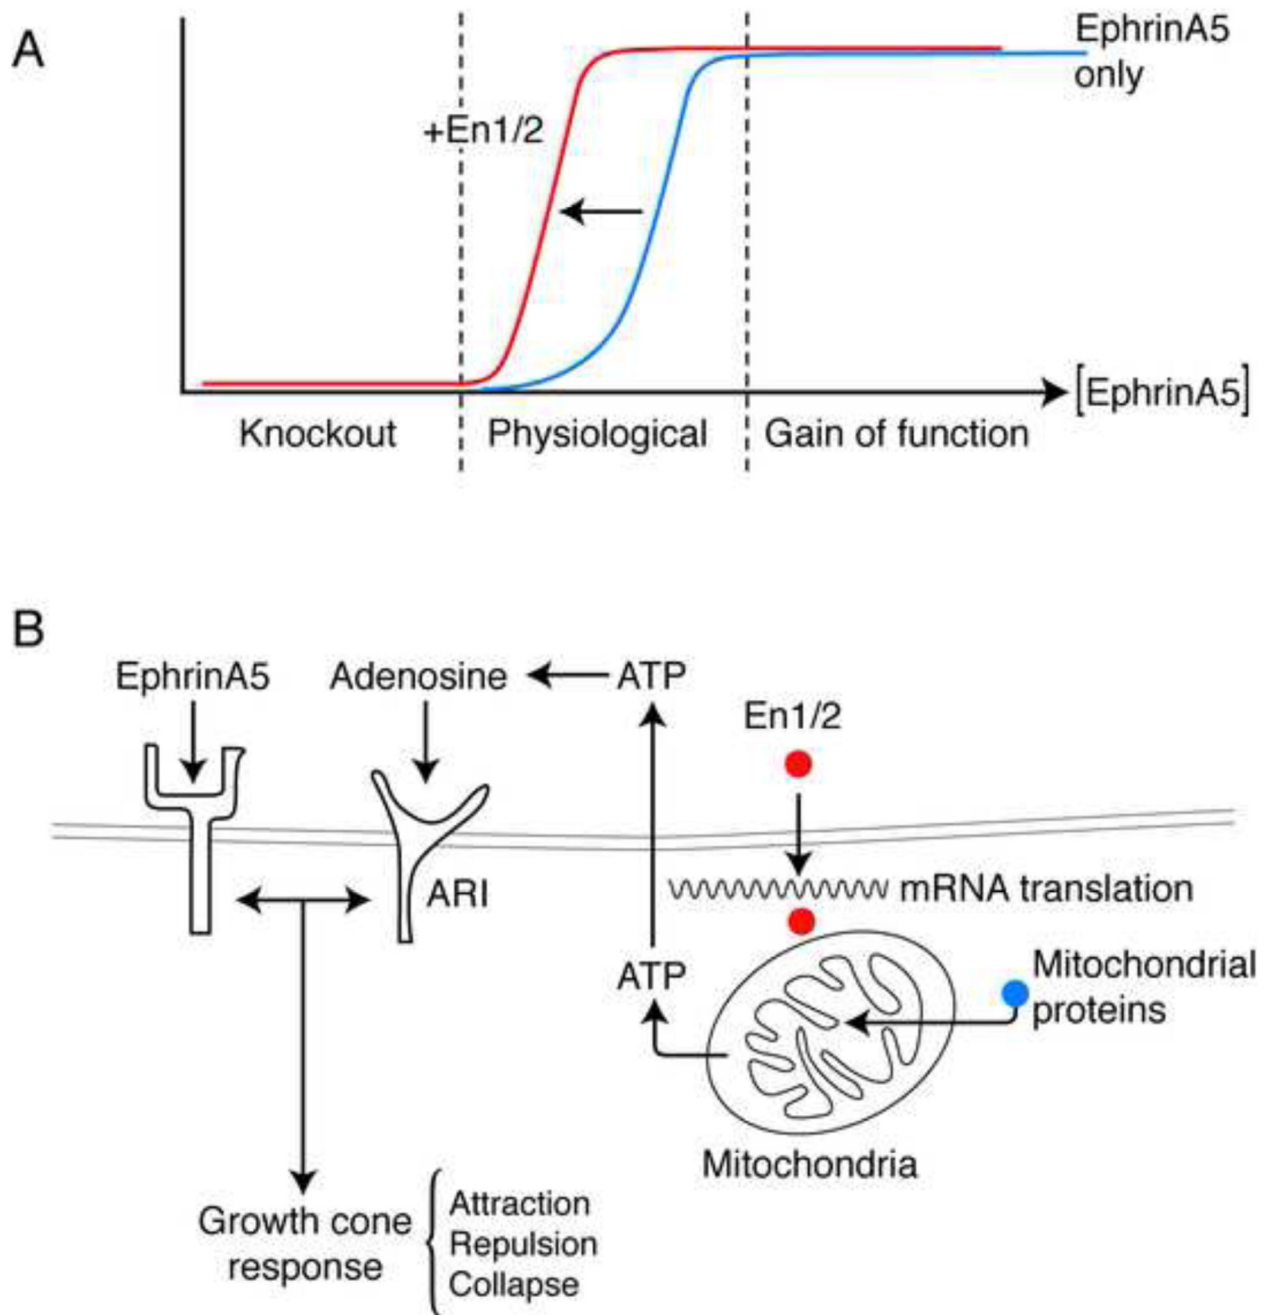 A
EphrinA5
only
+En1/2
[EphrinA5]
Knockout
Physiological
Gain of function
B
EphrinA5
Adenosine
ATP
En1/2
ARI
mRNA translation
ATP
Mitochondrial
proteins
Mitochondria
Growth cone
response
Attraction
Repulsion
Collapse